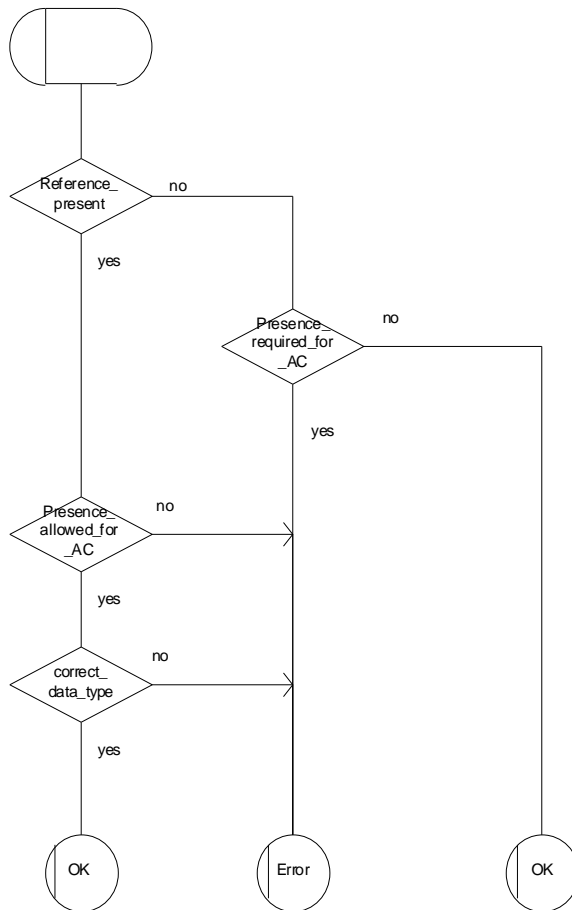 Reference_
present
no
yes
Presence_
required_for
_AC
no
yes
Presence_
allowed_for
_AC
no
yes
correct_
data_type
no
yes
OK
Error
OK